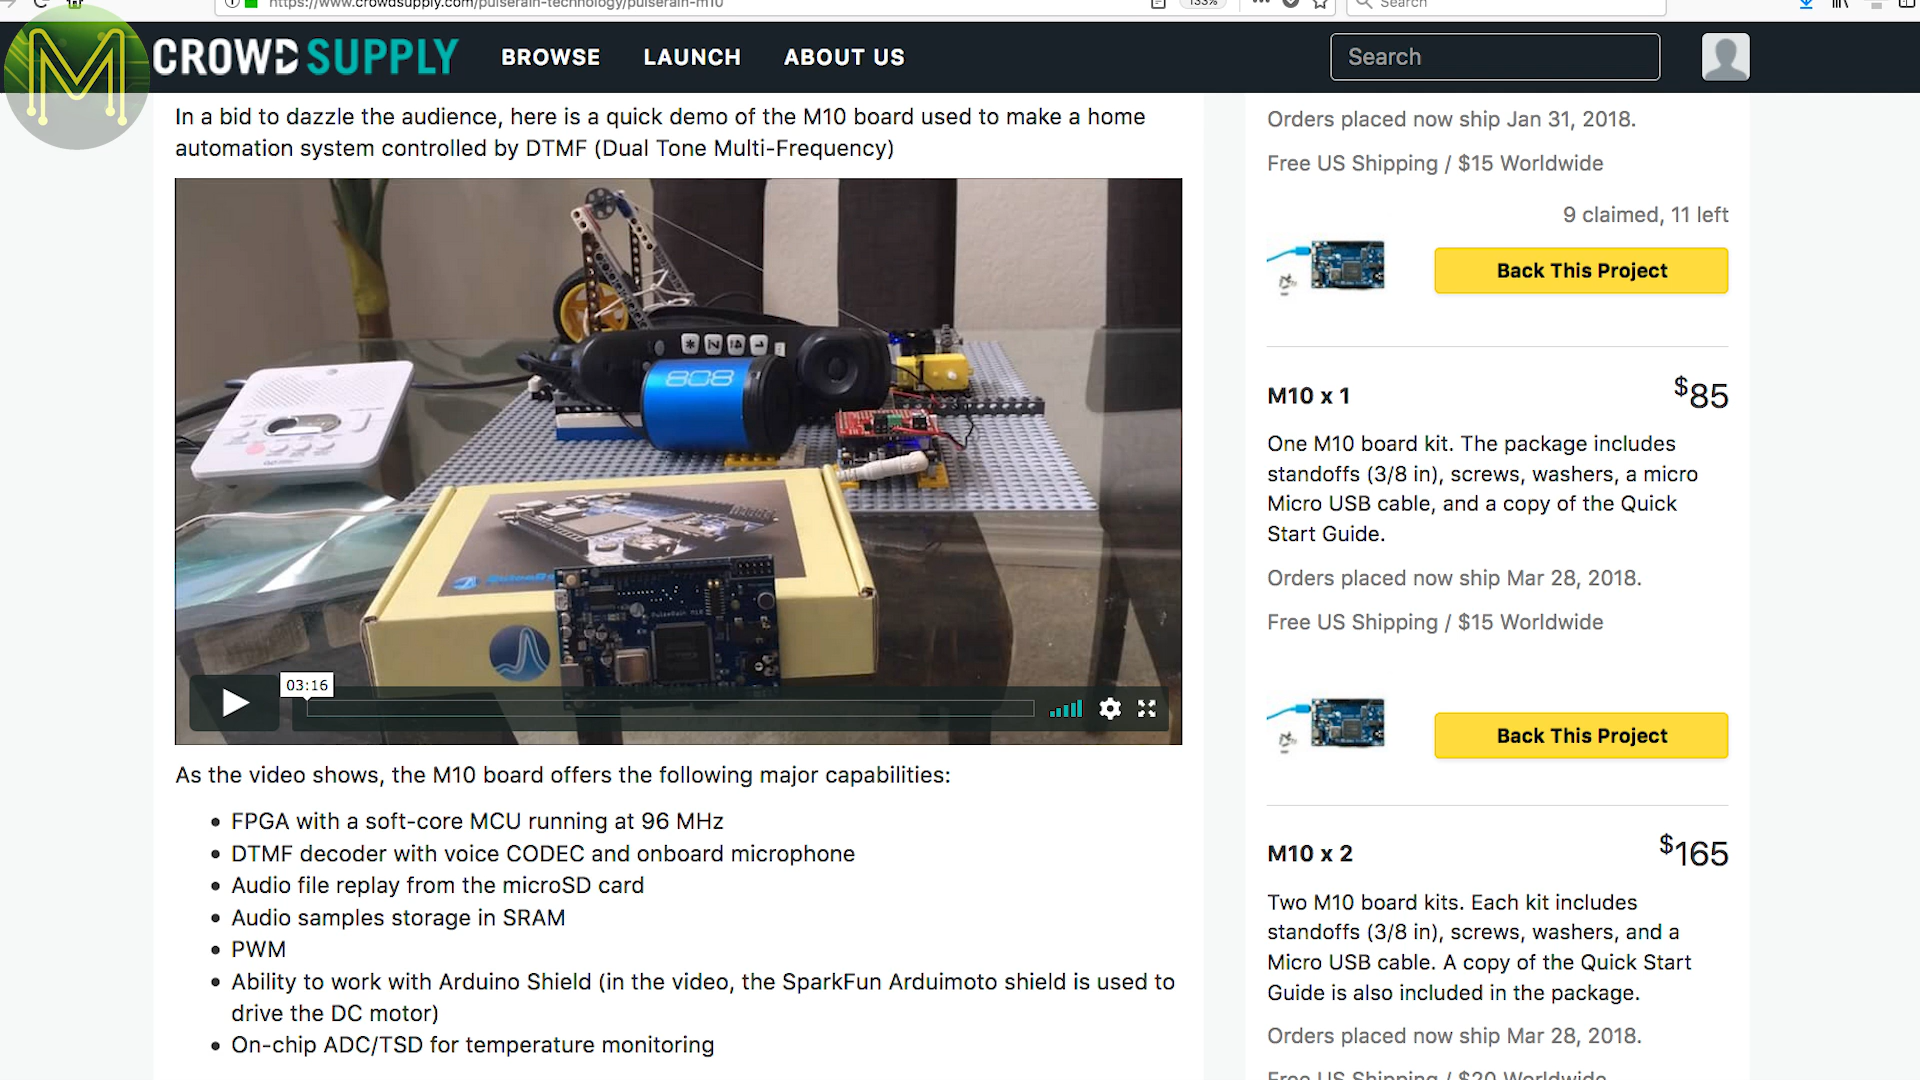 https://www.crowdsupply.com/pulserain-technology/pulserain-m10
133%
Search
M
CROWD SUPPLY
BROWSE
LAUNCH
ABOUT US
Search
In a bid to dazzle the audience, here is a quick demo of the M10 board used to make a home
automation system controlled by DTMF (Dual Tone Multi-Frequency)
808
03:16
As the video shows, the M10 board offers the following major capabilities:
• FPGA with a soft-core MCU running at 96 MHz
• DTMF decoder with voice CODEC and onboard microphone
• Audio file replay from the microSD card
• Audio samples storage in SRAM
• PWM
• Ability to work with Arduino Shield (in the video, the SparkFun Arduimoto shield is used to
drive the DC motor)
• On-chip ADC/TSD for temperature monitoring
Orders placed now ship Jan 31, 2018.
Free US Shipping / $15 Worldwide
9 claimed, 11 left
Back This Project
M10 x 1
$85
One M10 board kit. The package includes
standoffs (3/8 in), screws, washers, a micro
Micro USB cable, and a copy of the Quick
Start Guide.
Orders placed now ship Mar 28, 2018.
Free US Shipping / $15 Worldwide
Back This Project
M10 x 2
$165
Two M10 board kits. Each kit includes
standoffs (3/8 in), screws, washers, and a
Micro USB cable. A copy of the Quick Start
Guide is also included in the package.
Orders placed now ship Mar 28, 2018.
Free US Shipping / $20 Worldwide